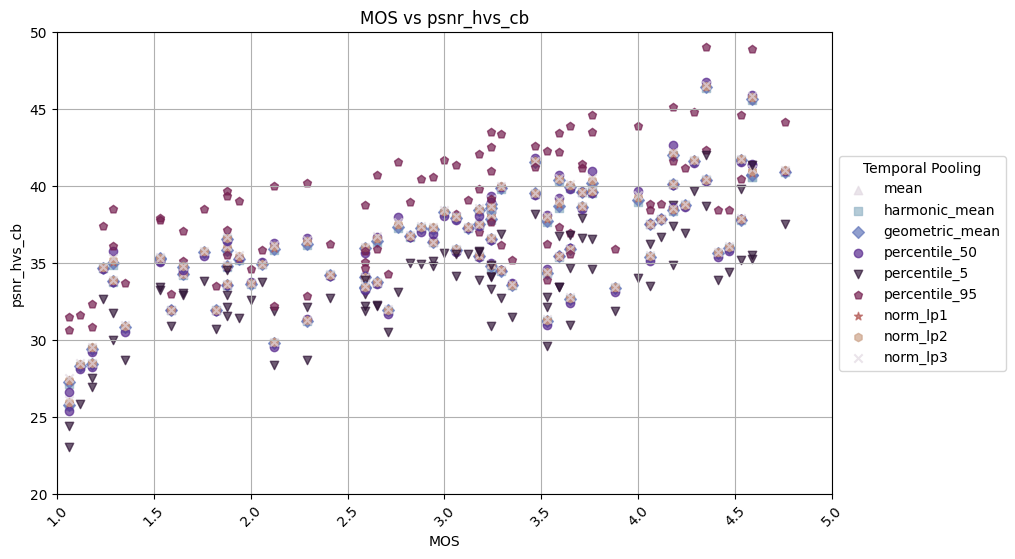 MOS vs psnr_hvs_cb
50
45
40
35
30
25
20
psnr_hvs_cb
1.0
1.5
2.0
2.5
3.0
3.5
4.0
4.5
5.0
MOS
Temporal Pooling
mean
harmonic_mean
geometric_mean
percentile_50
percentile_5
percentile_95
norm_lp1
norm_lp2
norm_lp3